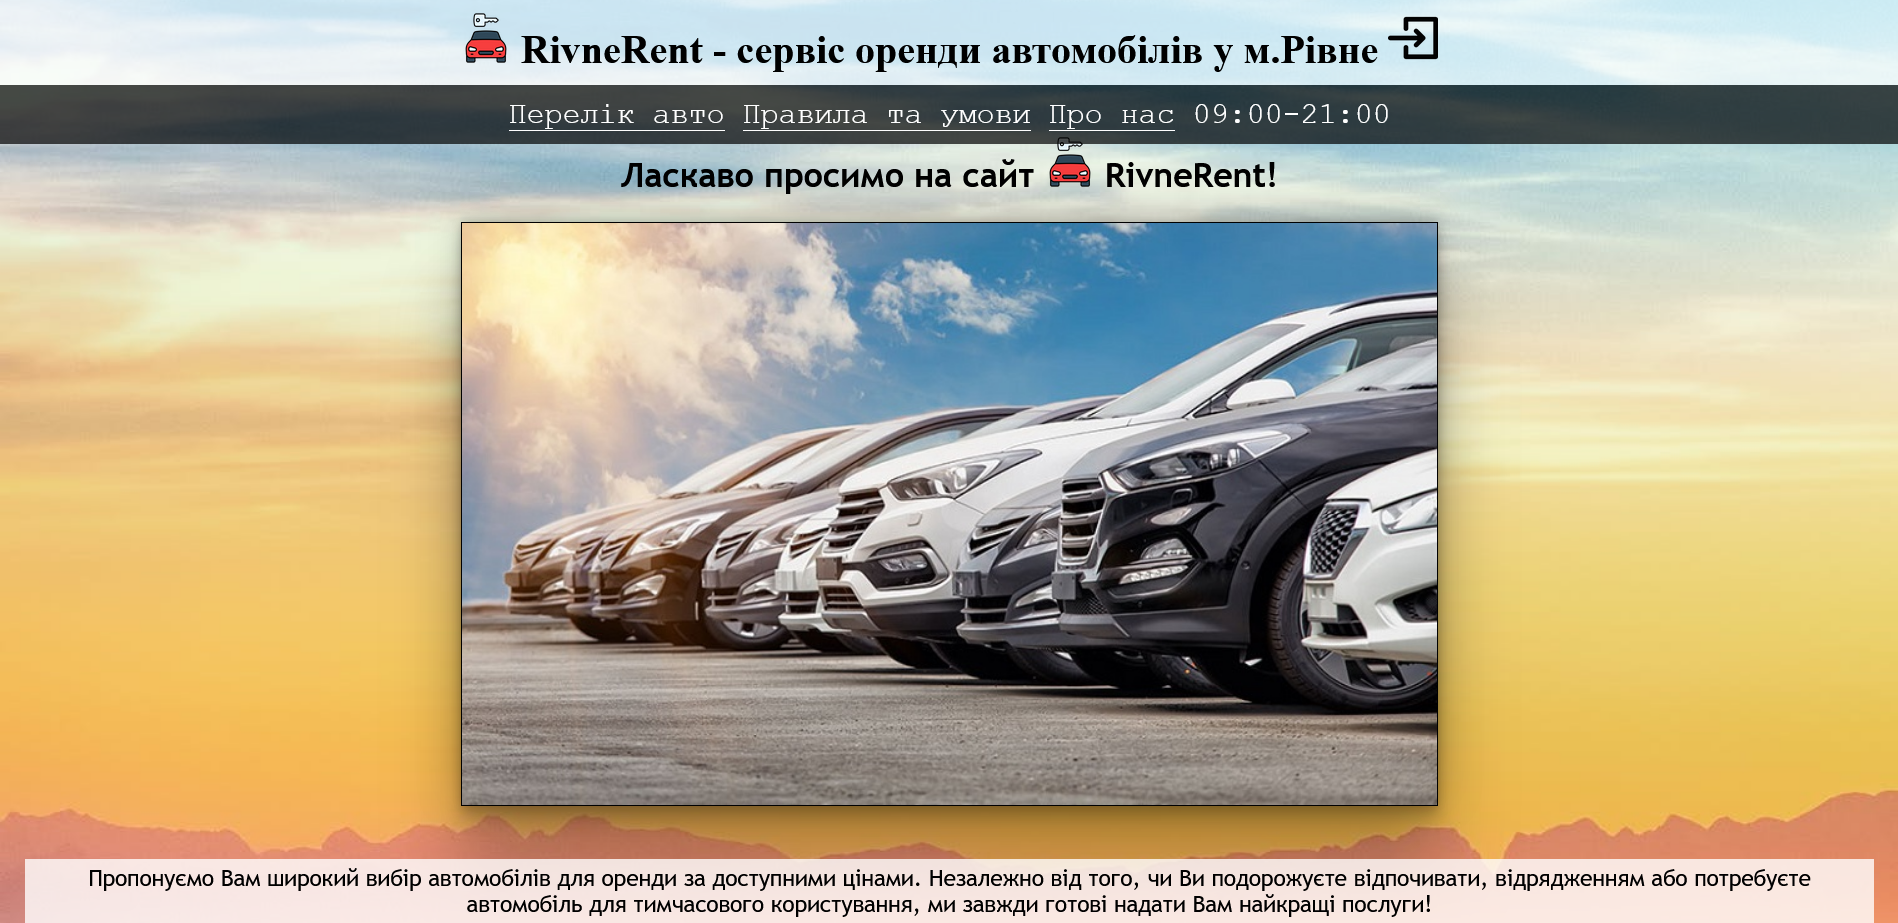 RivneRent - сервіс оренди автомобілів у м.Рівне
Перелік авто Правила та умови Про нас 09:00-21:00
Ласкаво просимо на сайт RivneRent!
Пропонуємо Вам широкий вибір автомобілів для оренди за доступними цінами. Незалежно від того, чи Ви подорожуєте відпочивати, відрядженням або потребуєте
автомобіль для тимчасового користування, ми завжди готові надати Вам найкращі послуги!